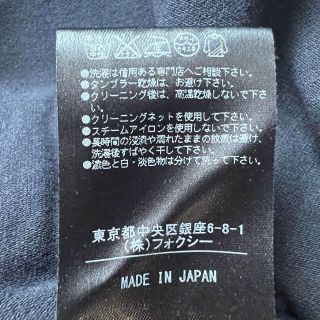 ●洗濯は信用ある専門店へご相談下さい。
●タンブラー乾燥は、お避け下さい。
●クリーニング後は、高温乾燥しないで下さい。
●クリーニングネットを使用して下さい。
●スチームアイロンを使用しないで下さい。
●長時間の浸漬や濡れたままの放置は避け、
洗濯後すばやく干して下さい。
●濃色と白・淡色物は分けて洗って下さい。
東京都中央区銀座6-8-1
(株)フォクシー
MADE IN JAPAN